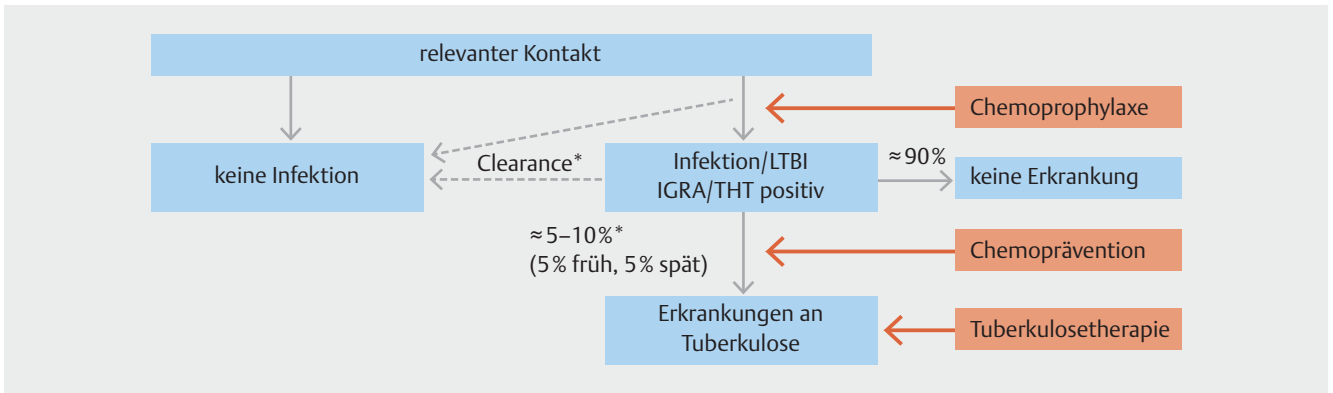 relevanter Kontakt
Chemoprophylaxe
keine Infektion
Clearance*
Infektion/LTBI
IGRA/THT positiv
≈90%
keine Erkrankung
≈5–10%*
(5% früh, 5% spät)
Chemoprävention
Erkrankungen an
Tuberkulose
Tuberkulosetherapie